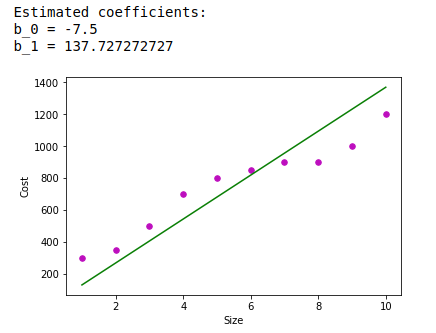 Estimated coefficients:
b_0 = -7.5
b_1 = 137.727272727
1400
1200
1000
800
600
400
200
Cost
2 4 6 8 10
Size